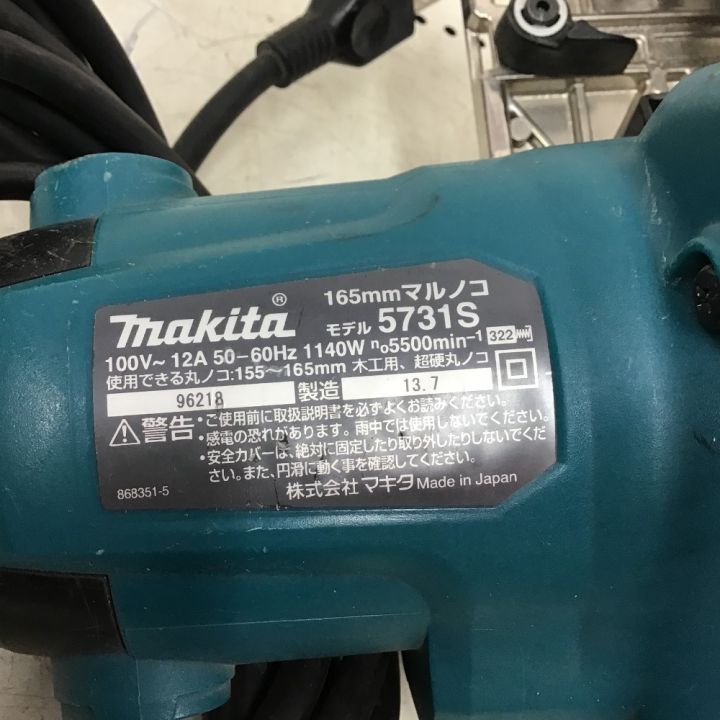 165mmマルノコ
makita® モデル 5731S
100V~ 12A 50-60Hz 1140W n₀5500min⁻¹ 322
使用できる丸ノコ:155~165mm 木工用、超硬丸ノコ
96218 製造 13.7
警告 •ご使用前に取扱説明書を必ずよくお読みください。
•感電の恐れがあります。雨中では使用しないでください。
•安全カバーは、絶対に固定したり取り外したりしないでくだ
さい。また、円滑に動く事を確認してください。
868351-5 株式会社 マキタ Made in Japan